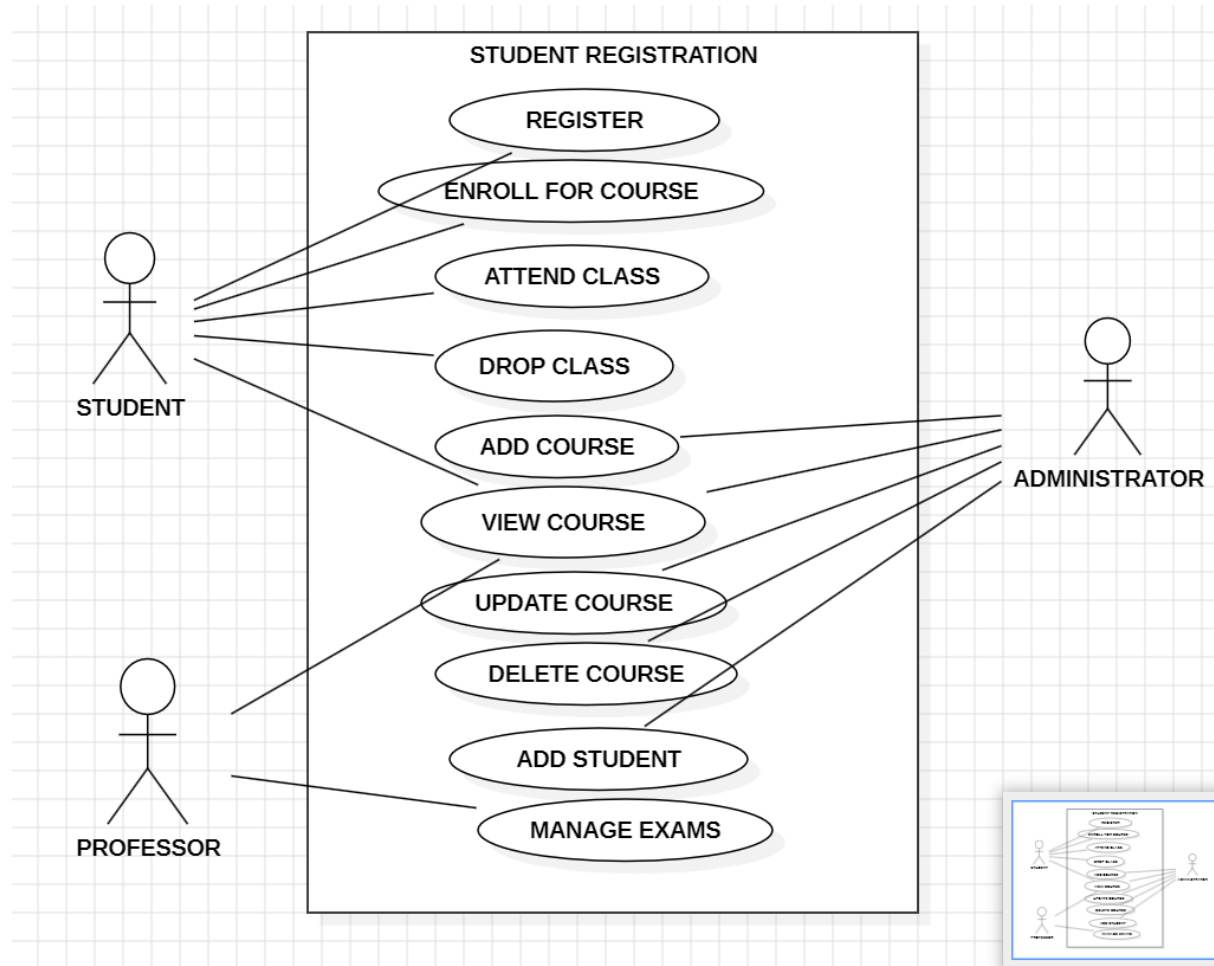 STUDENT REGISTRATION
REGISTER
ENROLL FOR COURSE
ATTEND CLASS
DROP CLASS
STUDENT
ADD COURSE
ADMINISTRATOR
VIEW COURSE
UPDATE COURSE
DELETE COURSE
ADD STUDENT
MANAGE EXAMS
PROFESSOR